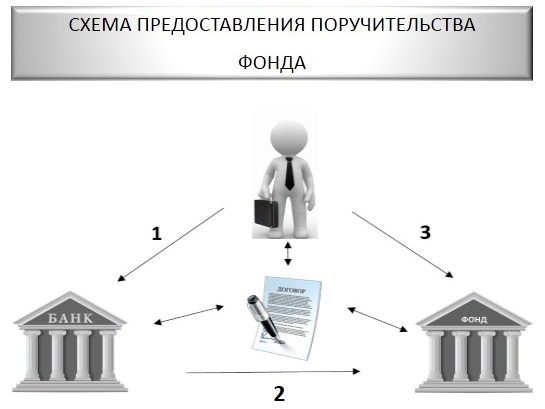 СХЕМА ПРЕДОСТАВЛЕНИЯ ПОРУЧИТЕЛЬСТВА
ФОНДА
1
3
ДОГОВОР
БАНК
ФОНД
2